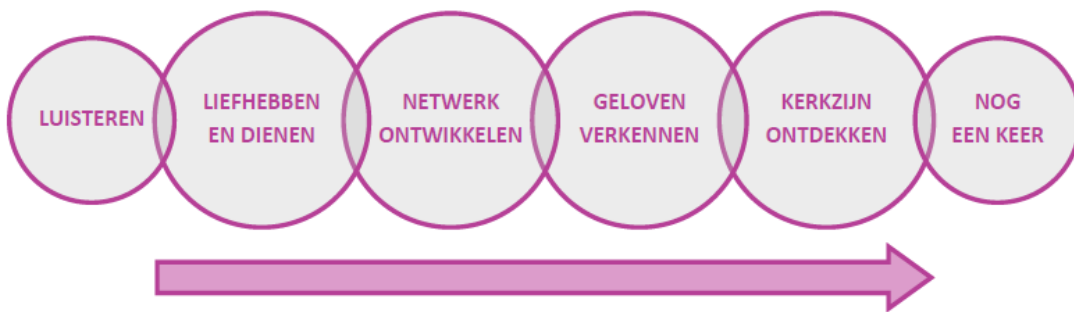 LUISTEREN
LIEFHEBBEN
EN DIENEN
NETWERK
ONTWIKKELEN
GELOVEN
VERKENNEN
KERKZIJN
ONTDEKKEN
NOG
EEN KEER